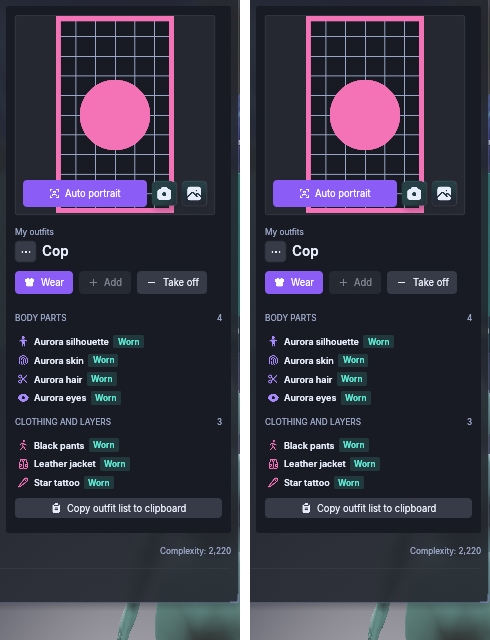 Auto portrait
My outfits
Cop
Wear
Add
Take off
BODY PARTS 4
Aurora silhouette Worn
Aurora skin Worn
Aurora hair Worn
Aurora eyes Worn
CLOTHING AND LAYERS 3
Black pants Worn
Leather jacket Worn
Star tattoo Worn
Copy outfit list to clipboard
Complexity: 2,220
Auto portrait
My outfits
Cop
Wear
Add
Take off
BODY PARTS 4
Aurora silhouette Worn
Aurora skin Worn
Aurora hair Worn
Aurora eyes Worn
CLOTHING AND LAYERS 3
Black pants Worn
Leather jacket Worn
Star tattoo Worn
Copy outfit list to clipboard
Complexity: 2,220